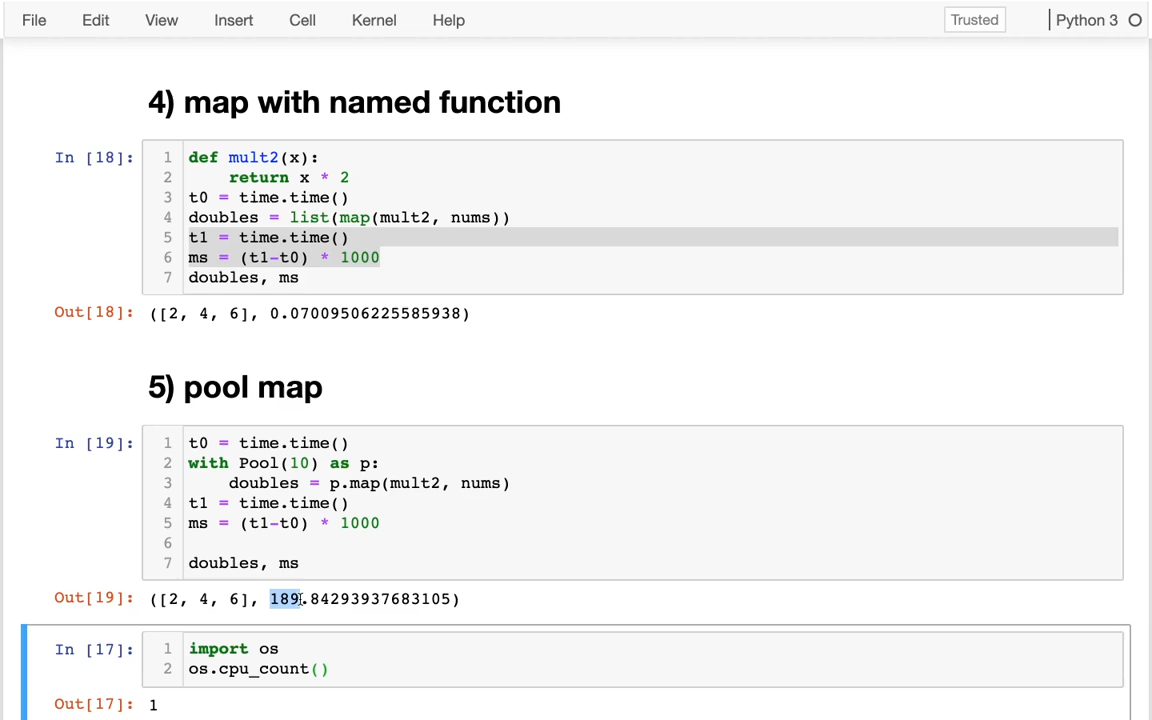 File Edit View Insert Cell Kernel Help Trusted Python 3
4) map with named function
In [18]:
1 def mult2(x):
2 return x * 2
3 t0 = time.time()
4 doubles = list(map(mult2, nums))
5 t1 = time.time()
6 ms = (t1-t0) * 1000
7 doubles, ms
Out[18]: ([2, 4, 6], 0.07009506225585938)
5) pool map
In [19]:
1 t0 = time.time()
2 with Pool(10) as p:
3 doubles = p.map(mult2, nums)
4 t1 = time.time()
5 ms = (t1-t0) * 1000
6
7 doubles, ms
Out[19]: ([2, 4, 6], 189.84293937683105)
In [17]:
1 import os
2 os.cpu_count()
Out[17]: 1